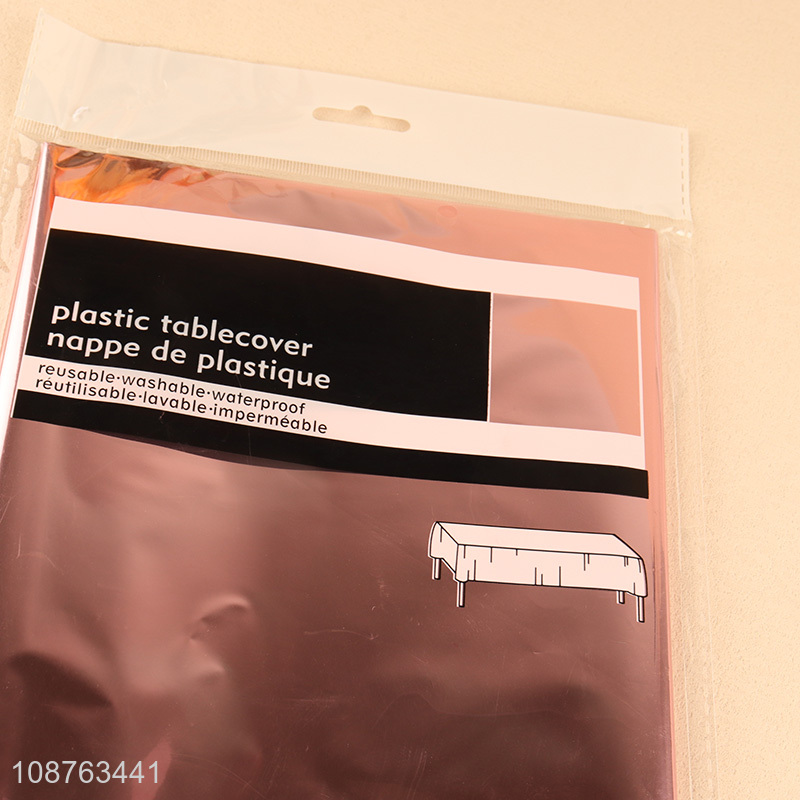 plastic tablecover
nappe de plastique
reusable·washable·waterproof
réutilisable·lavable·imperméable
108763441